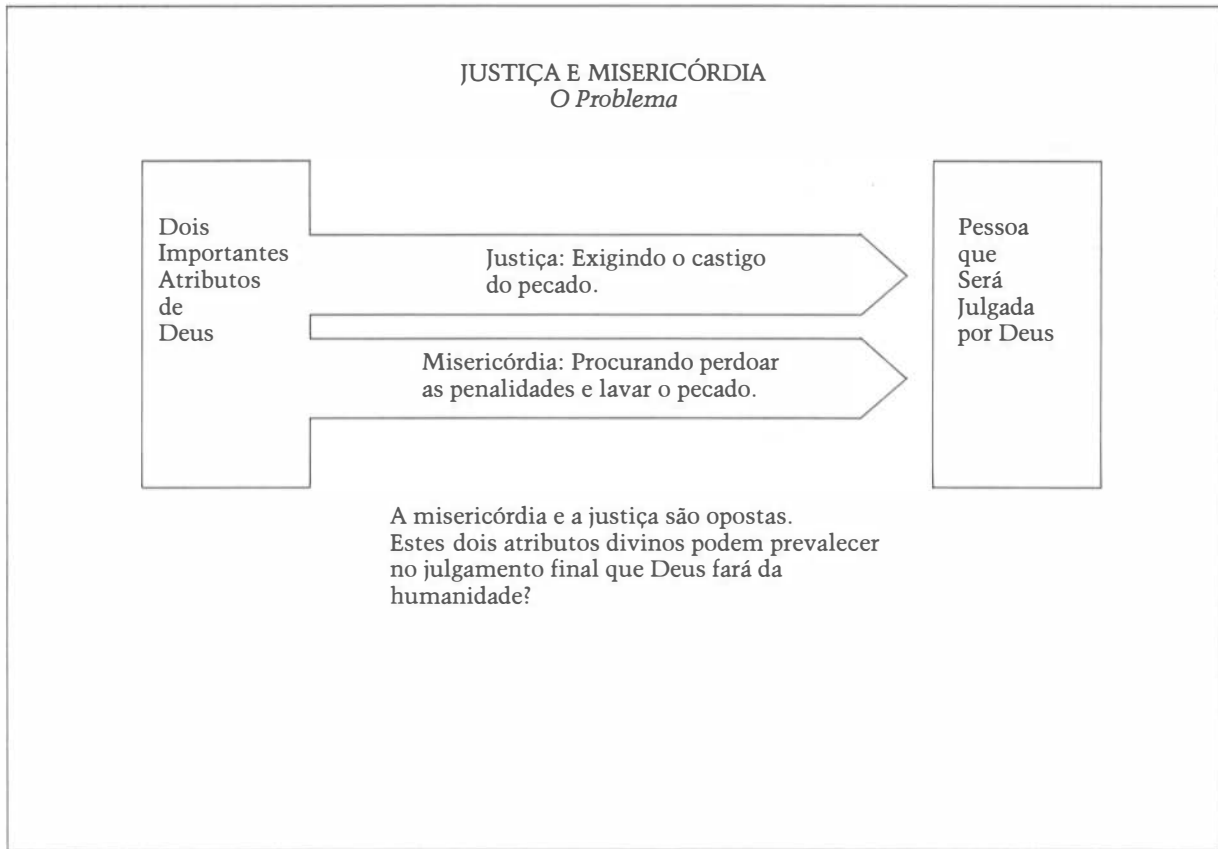 JUSTIÇA E MISERICÓRDIA
O Problema
Dois
Importantes
Atributos
de
Deus
Justiça: Exigindo o castigo
do pecado.
Misericórdia: Procurando perdoar
as penalidades e lavar o pecado.
Pessoa
que
Será
Julgada
por Deus
A misericórdia e a justiça são opostas.
Estes dois atributos divinos podem prevalecer
no julgamento final que Deus fará da
humanidade?